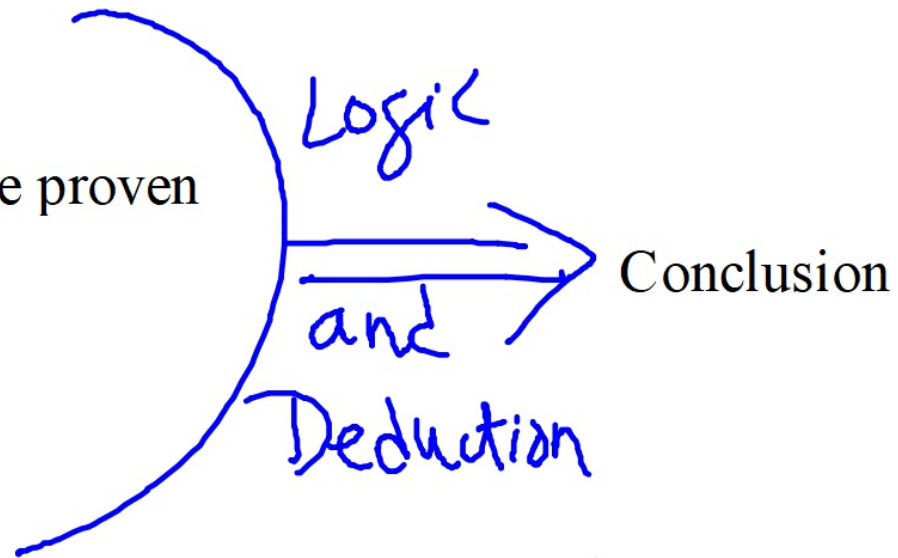 Logic
e proven
Conclusion
and
Deduction